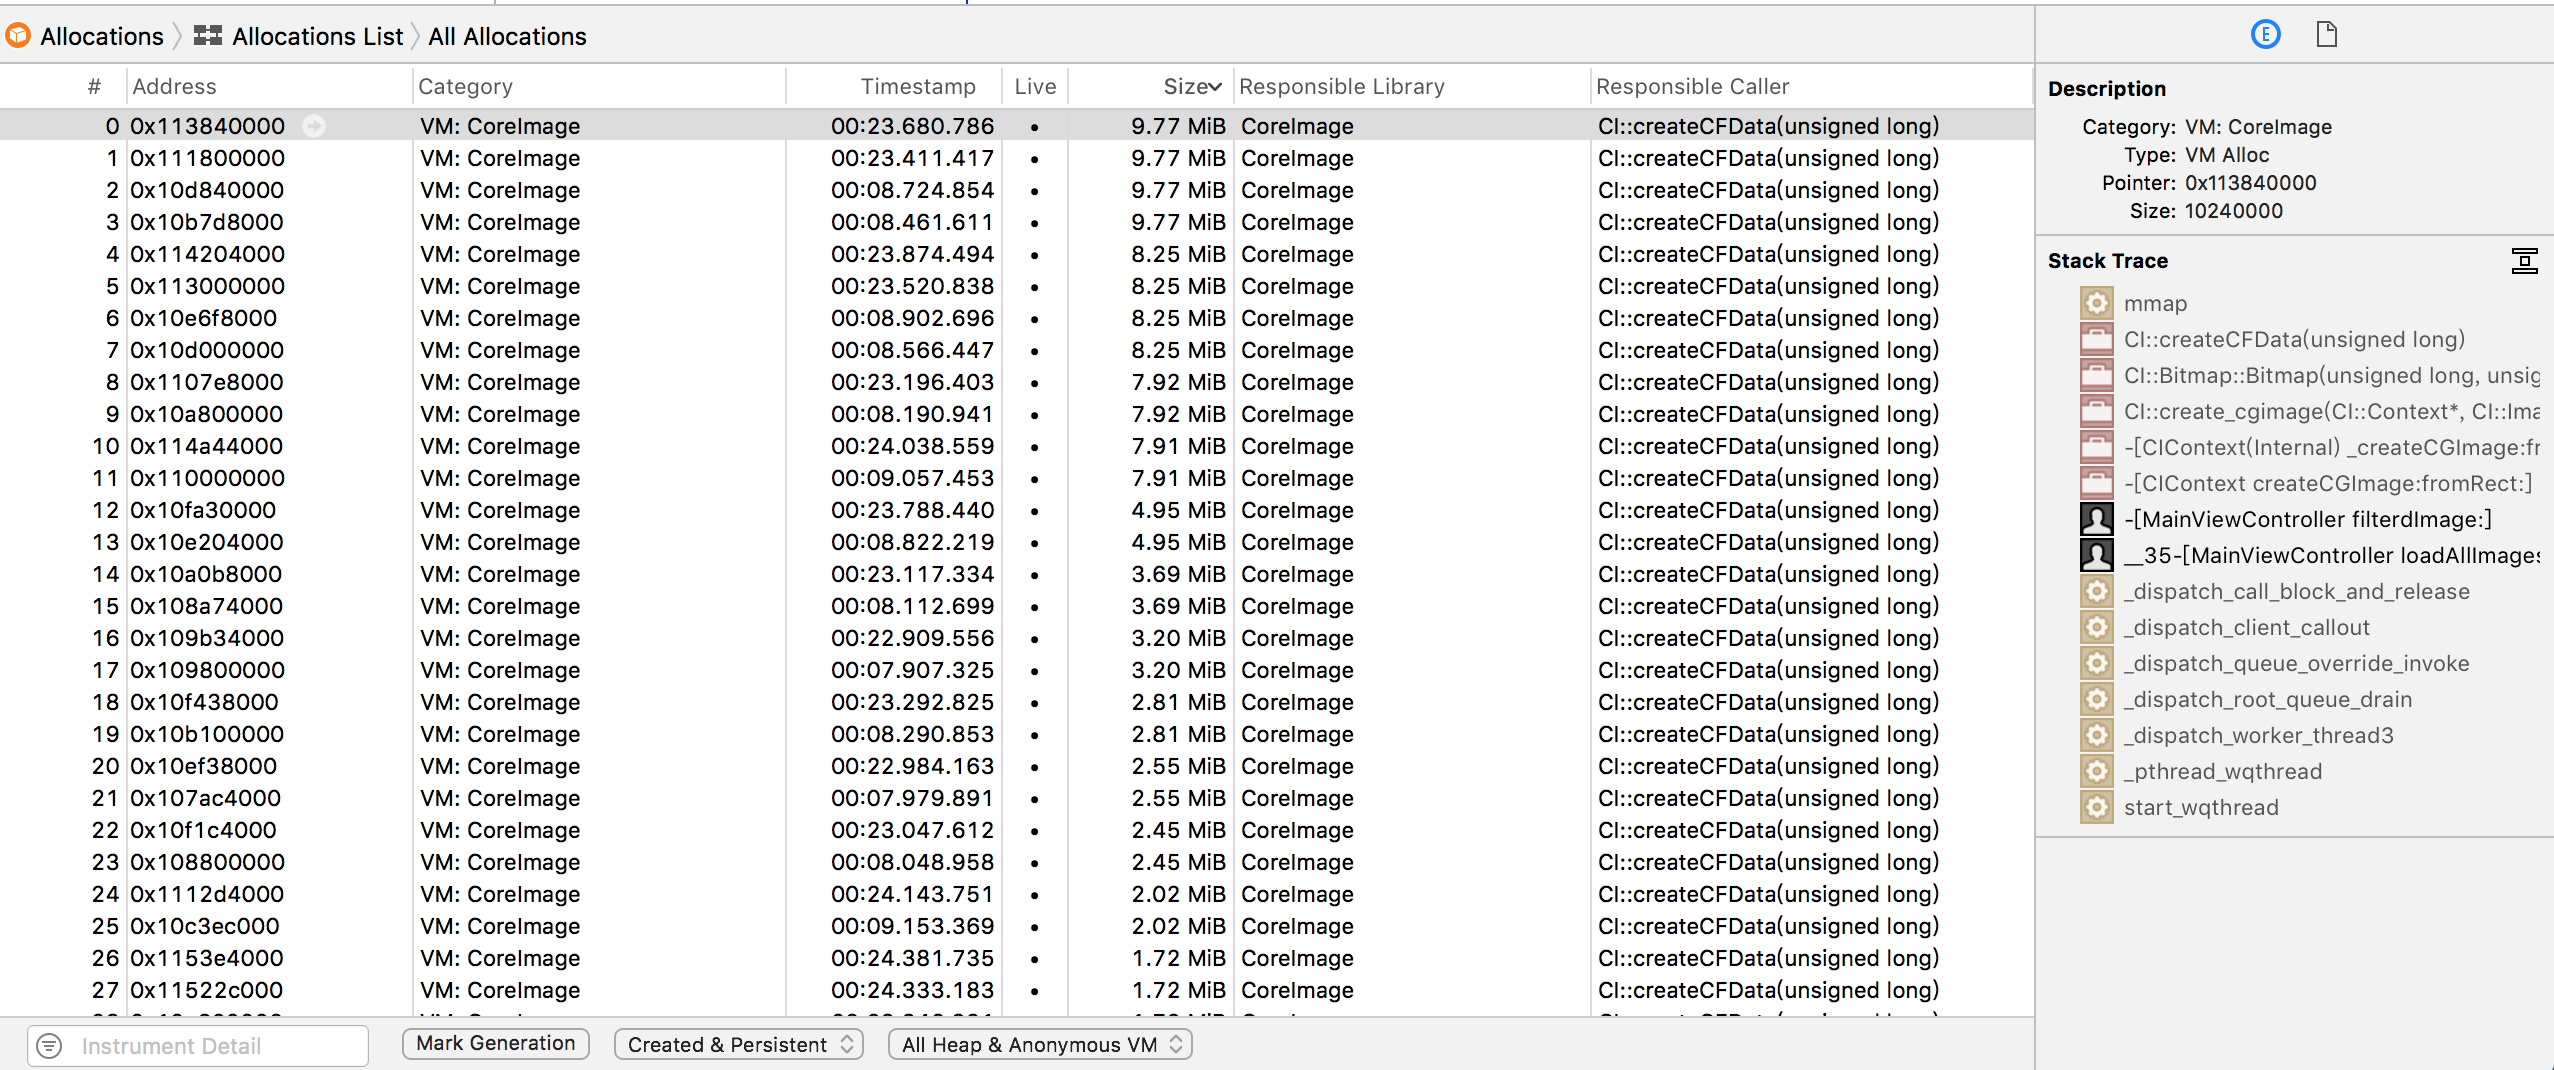 Allocations Allocations List All Allocations
# Address Category Timestamp Live Size Responsible Library Responsible Caller
0 0x113840000 VM: CoreImage 00:23.680.786 • 9.77 MiB CoreImage CI::createCFData(unsigned long)
1 0x111800000 VM: CoreImage 00:23.411.417 • 9.77 MiB CoreImage CI::createCFData(unsigned long)
2 0x10d840000 VM: CoreImage 00:08.724.854 • 9.77 MiB CoreImage CI::createCFData(unsigned long)
3 0x10b7d8000 VM: CoreImage 00:08.461.611 • 9.77 MiB CoreImage CI::createCFData(unsigned long)
4 0x114204000 VM: CoreImage 00:23.874.494 • 8.25 MiB CoreImage CI::createCFData(unsigned long)
5 0x113000000 VM: CoreImage 00:23.520.838 • 8.25 MiB CoreImage CI::createCFData(unsigned long)
6 0x10e6f8000 VM: CoreImage 00:08.902.696 • 8.25 MiB CoreImage CI::createCFData(unsigned long)
7 0x10d000000 VM: CoreImage 00:08.566.447 • 8.25 MiB CoreImage CI::createCFData(unsigned long)
8 0x1107e8000 VM: CoreImage 00:23.196.403 • 7.92 MiB CoreImage CI::createCFData(unsigned long)
9 0x10a800000 VM: CoreImage 00:08.190.941 • 7.92 MiB CoreImage CI::createCFData(unsigned long)
10 0x114a44000 VM: CoreImage 00:24.038.559 • 7.91 MiB CoreImage CI::createCFData(unsigned long)
11 0x110000000 VM: CoreImage 00:09.057.453 • 7.91 MiB CoreImage CI::createCFData(unsigned long)
12 0x10fa30000 VM: CoreImage 00:23.788.440 • 4.95 MiB CoreImage CI::createCFData(unsigned long)
13 0x10e204000 VM: CoreImage 00:08.822.219 • 4.95 MiB CoreImage CI::createCFData(unsigned long)
14 0x10a0b8000 VM: CoreImage 00:23.117.334 • 3.69 MiB CoreImage CI::createCFData(unsigned long)
15 0x108a74000 VM: CoreImage 00:08.112.699 • 3.69 MiB CoreImage CI::createCFData(unsigned long)
16 0x109b34000 VM: CoreImage 00:22.909.556 • 3.20 MiB CoreImage CI::createCFData(unsigned long)
17 0x109800000 VM: CoreImage 00:07.907.325 • 3.20 MiB CoreImage CI::createCFData(unsigned long)
18 0x10f438000 VM: CoreImage 00:23.292.825 • 2.81 MiB CoreImage CI::createCFData(unsigned long)
19 0x10b100000 VM: CoreImage 00:08.290.853 • 2.81 MiB CoreImage CI::createCFData(unsigned long)
20 0x10ef38000 VM: CoreImage 00:22.984.163 • 2.55 MiB CoreImage CI::createCFData(unsigned long)
21 0x107ac4000 VM: CoreImage 00:07.979.891 • 2.55 MiB CoreImage CI::createCFData(unsigned long)
22 0x10f1c4000 VM: CoreImage 00:23.047.612 • 2.45 MiB CoreImage CI::createCFData(unsigned long)
23 0x108800000 VM: CoreImage 00:08.048.958 • 2.45 MiB CoreImage CI::createCFData(unsigned long)
24 0x1112d4000 VM: CoreImage 00:24.143.751 • 2.02 MiB CoreImage CI::createCFData(unsigned long)
25 0x10c3ec000 VM: CoreImage 00:09.153.369 • 2.02 MiB CoreImage CI::createCFData(unsigned long)
26 0x1153e4000 VM: CoreImage 00:24.381.735 • 1.72 MiB CoreImage CI::createCFData(unsigned long)
27 0x11522c000 VM: CoreImage 00:24.333.183 • 1.72 MiB CoreImage CI::createCFData(unsigned long)
Instrument Detail Mark Generation Created & Persistent All Heap & Anonymous VM
E
Description
Category: VM: CoreImage
Type: VM Alloc
Pointer: 0x113840000
Size: 10240000
Stack Trace
mmap
CI::createCFData(unsigned long)
CI::Bitmap::Bitmap(unsigned long, unsig
CI::create_cgimage(CI::Context*, CI::Ima
-[CIContext(Internal) _createCGImage:fr
-[CIContext createCGImage:fromRect:]
-[MainViewController filterdImage:]
__35-[MainViewController loadAllImages
_dispatch_call_block_and_release
_dispatch_client_callout
_dispatch_queue_override_invoke
_dispatch_root_queue_drain
_dispatch_worker_thread3
_pthread_wqthread
start_wqthread